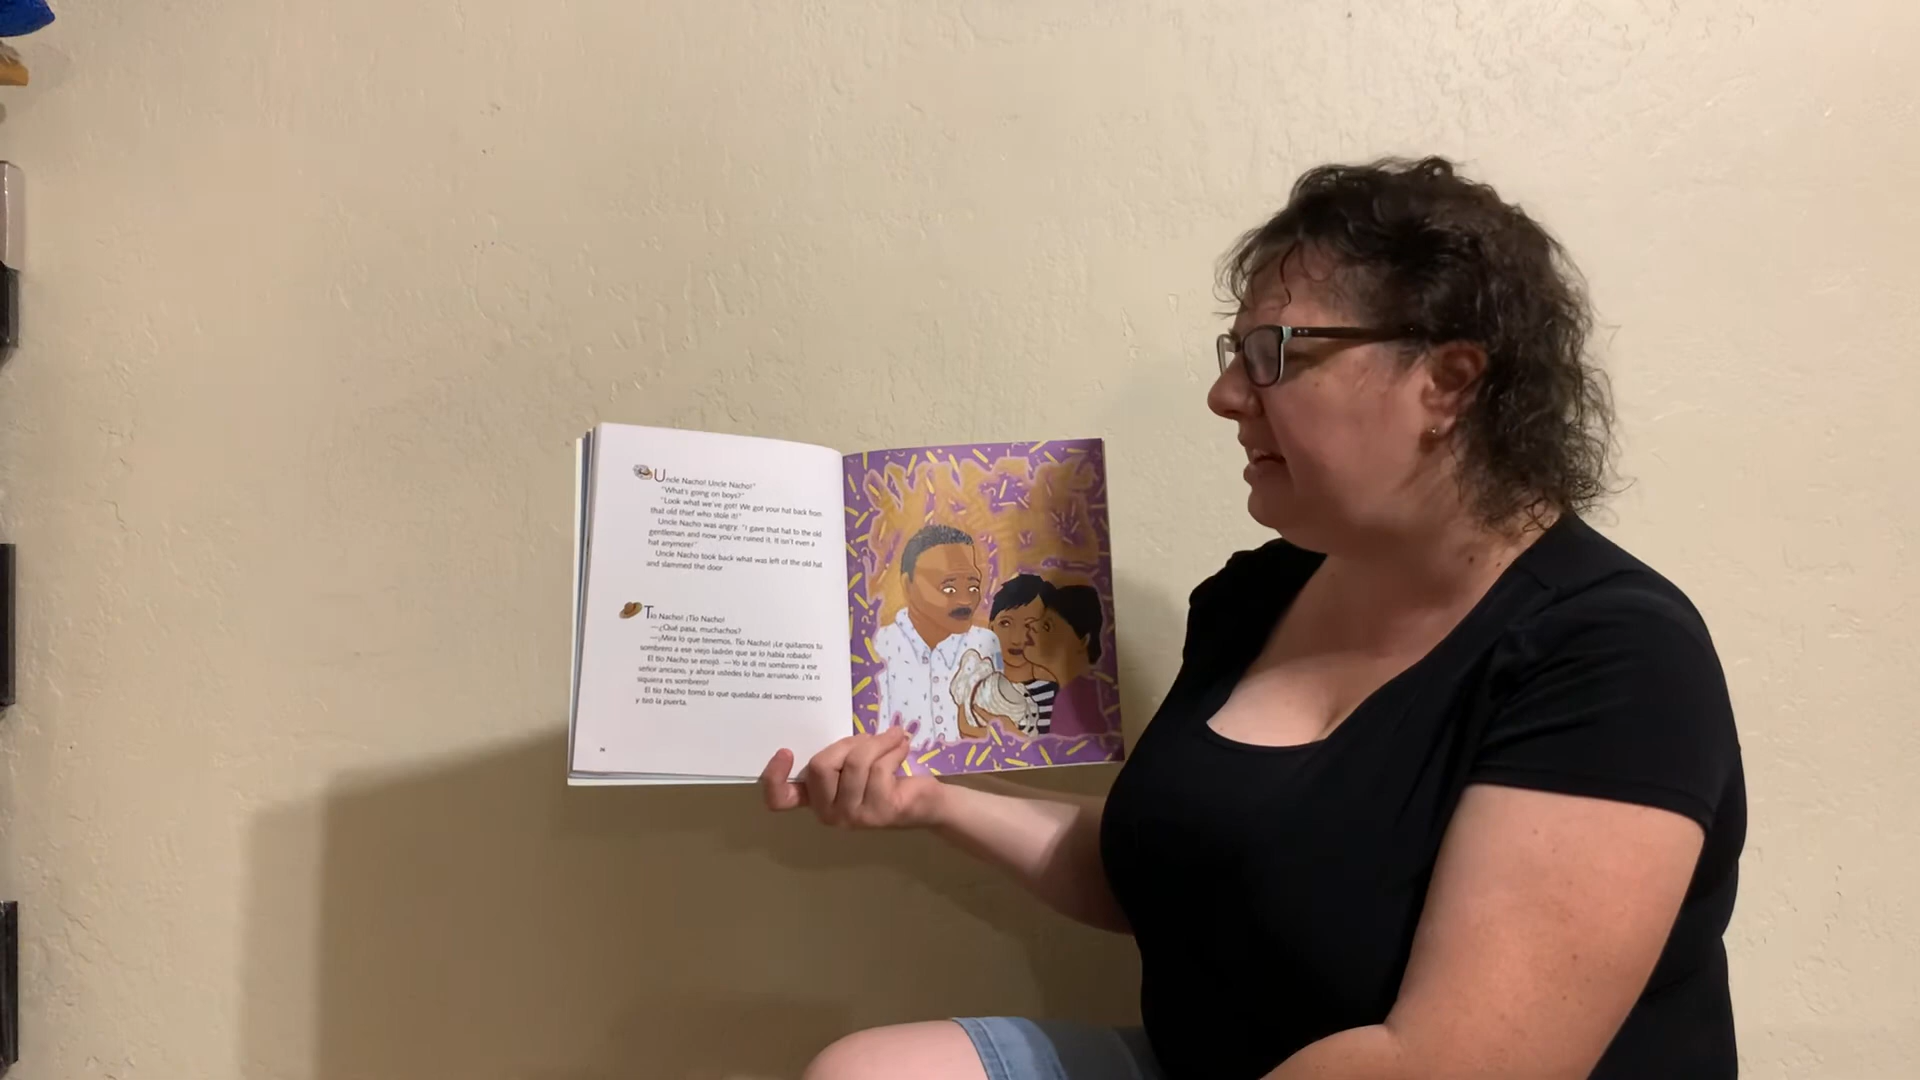 Uncle Nacho! Uncle Nacho!"
"What's going on boys?"
"Look what we've got! We got your hat back from
that old thief who stole it!"
Uncle Nacho was angry. "I gave that hat to the old
gentleman and now you've ruined it. It isn't even a
hat anymore!"
Uncle Nacho took back what was left of the old hat
and slammed the door
Tío Nacho! ¡Tío Nacho!
—¿Qué pasa, muchachos?
—¡Mira lo que tenemos, Tío Nacho! ¡Le quitamos tu
sombrero a ese viejo ladrón que se lo había robado!
El tío Nacho se enojó. —Yo le di mi sombrero a ese
señor anciano, y ahora ustedes lo han arruinado. ¡Ya ni
siquiera es sombrero!
El tío Nacho tomó lo que quedaba del sombrero viejo
y tiró la puerta.